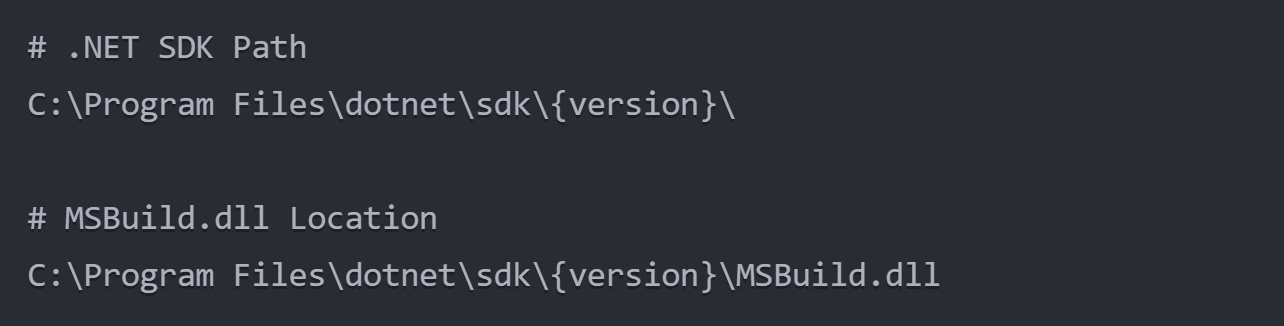 # .NET SDK Path
C:\Program Files\dotnet\sdk\{version}\
# MSBuild.dll Location
C:\Program Files\dotnet\sdk\{version}\MSBuild.dll